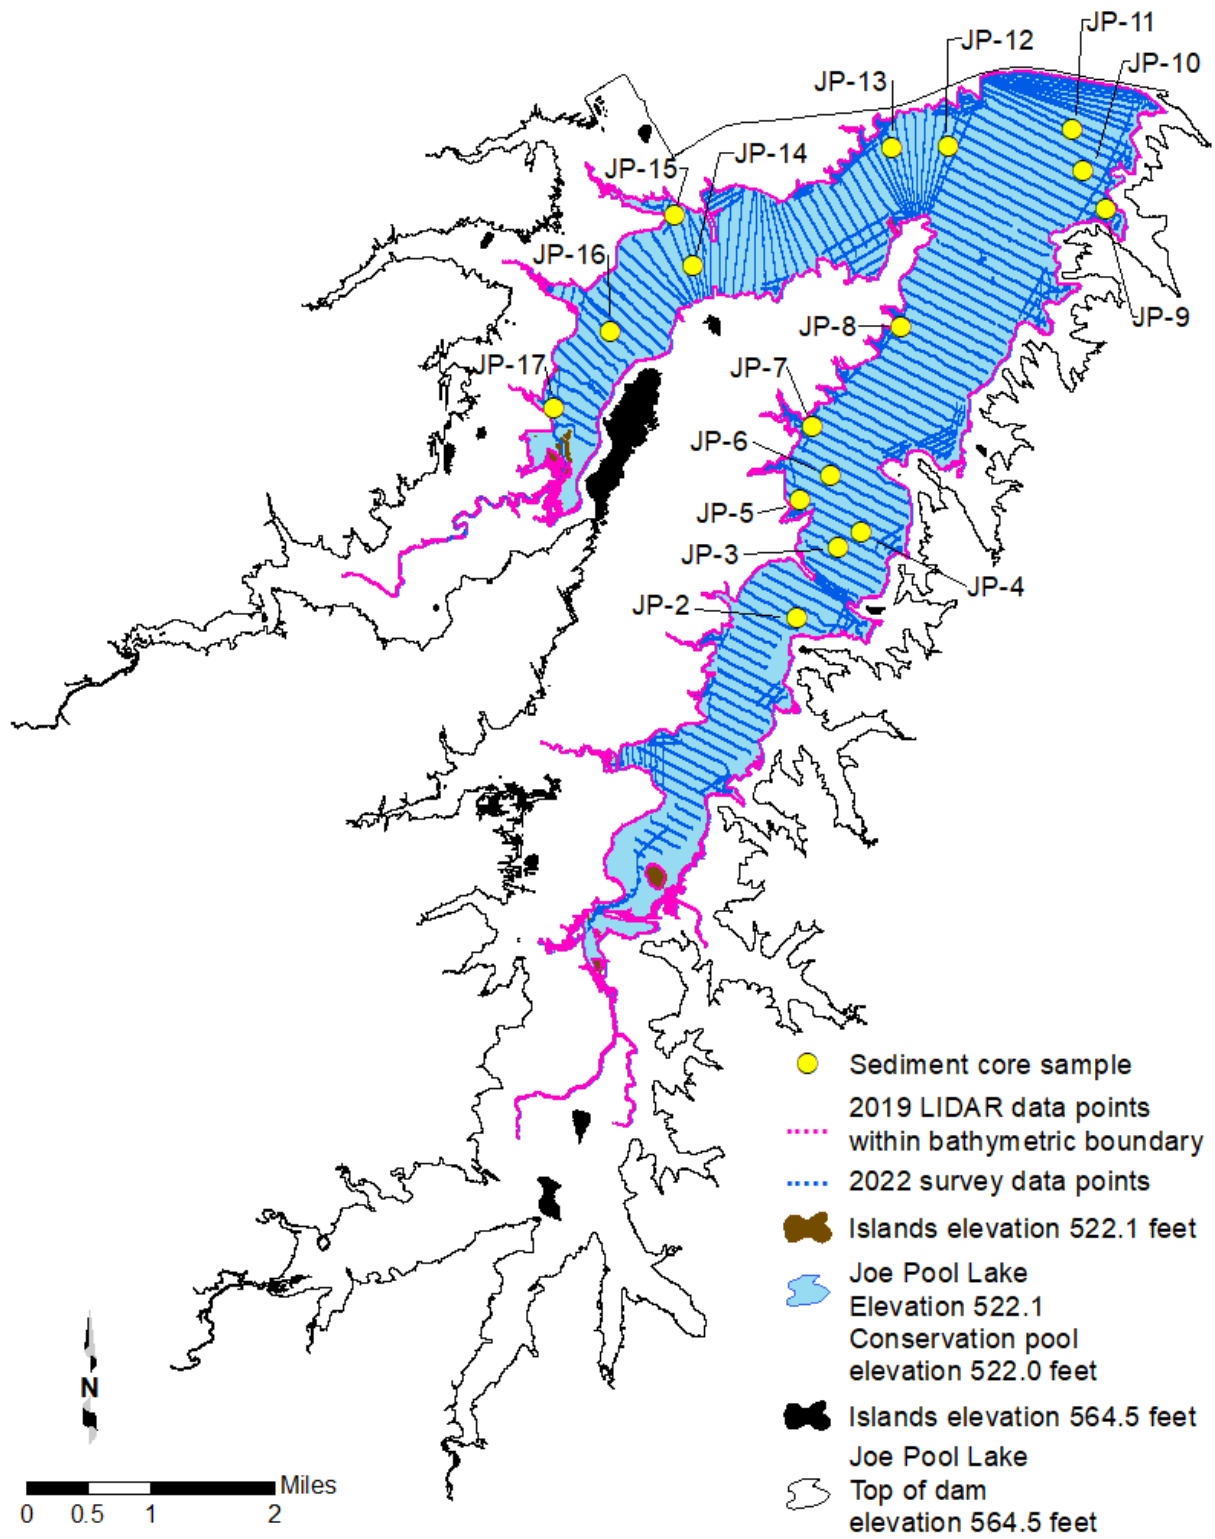 JP-11
JP-12
JP-10
JP-13
JP-14
JP-15
JP-16
JP-9
JP-8
JP-17
JP-7
JP-6
JP-5
JP-3
JP-4
JP-2
Sediment core sample
2019 LIDAR data points
within bathymetric boundary
2022 survey data points
Islands elevation 522.1 feet
Joe Pool Lake
Elevation 522.1
Conservation pool
elevation 522.0 feet
Islands elevation 564.5 feet
Joe Pool Lake
Top of dam
elevation 564.5 feet
N
Miles
0 0.5 1 2